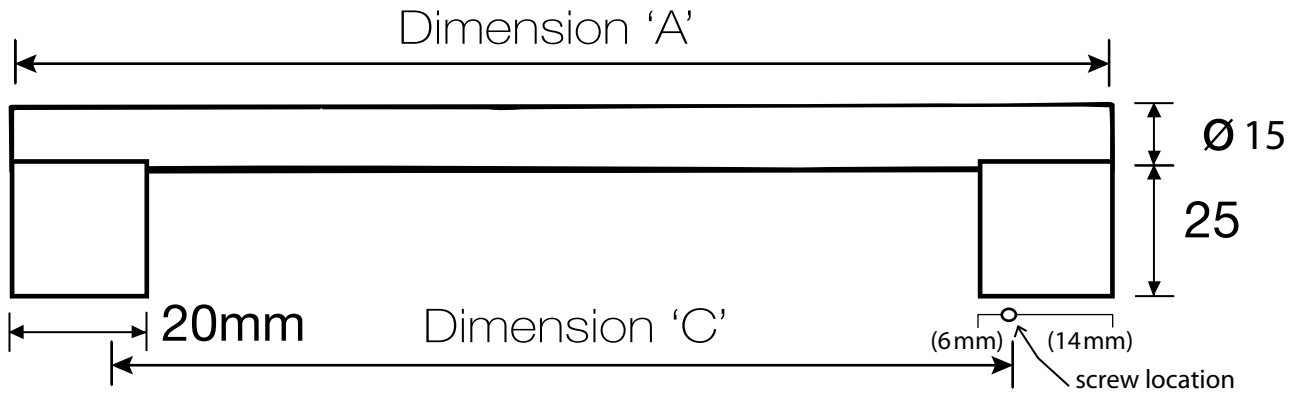 Dimension ‘A’
Ø 15
25
20mm
Dimension ‘C’
(6mm) (14mm)
screw location